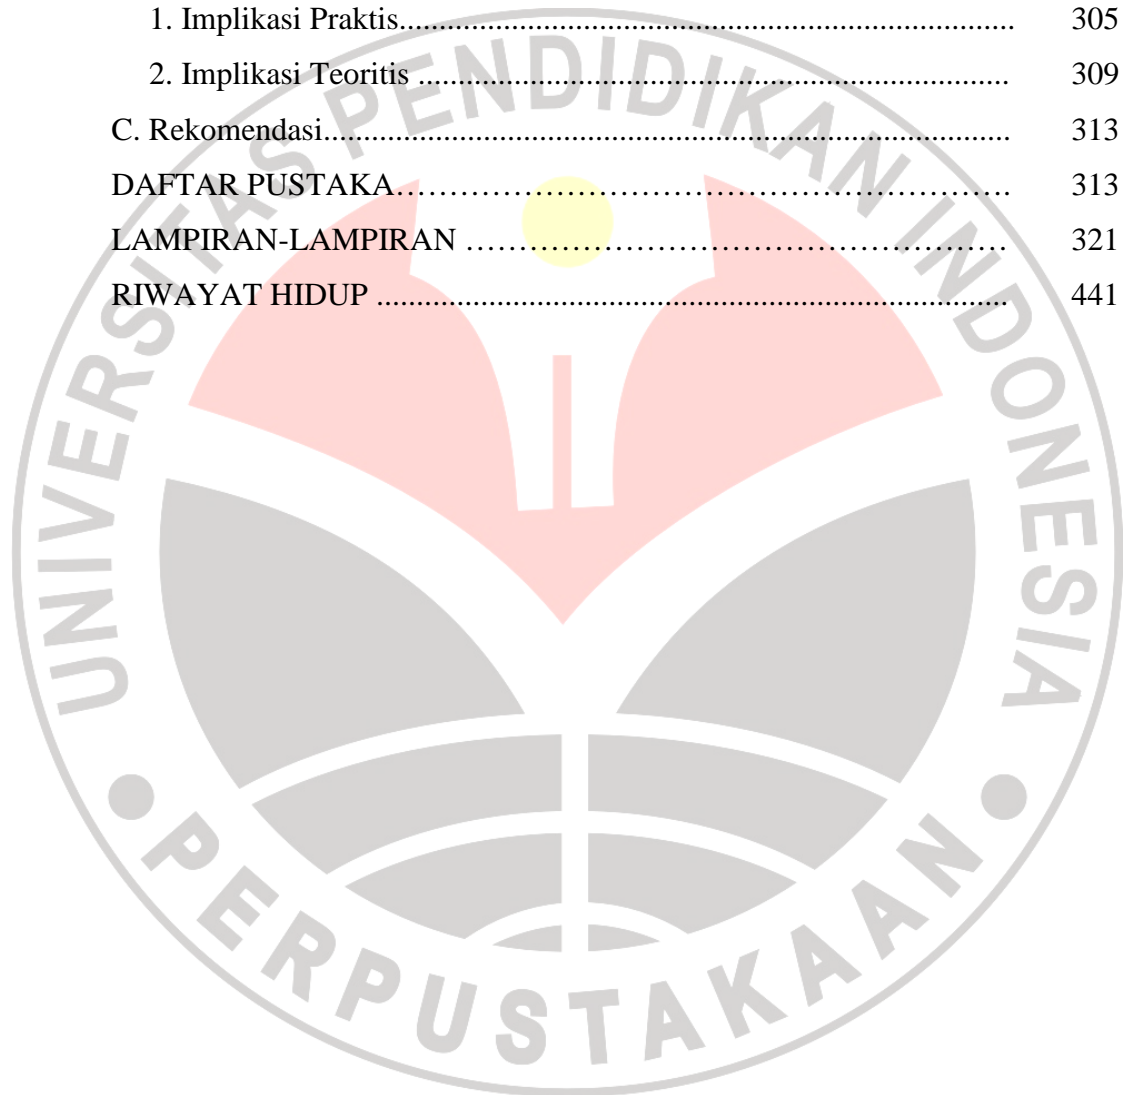 1. Implikasi Praktis........................................................................... 305
2. Implikasi Teoritis ........................................................................ 309
C. Rekomendasi.................................................................................... 313
DAFTAR PUSTAKA…………………………………………………….. 313
LAMPIRAN-LAMPIRAN ……………………………………………… 321
RIWAYAT HIDUP ............................................................................. 441
UNIVERSITAS PENDIDIKAN INDONESIA
PERPUSTAKAAN